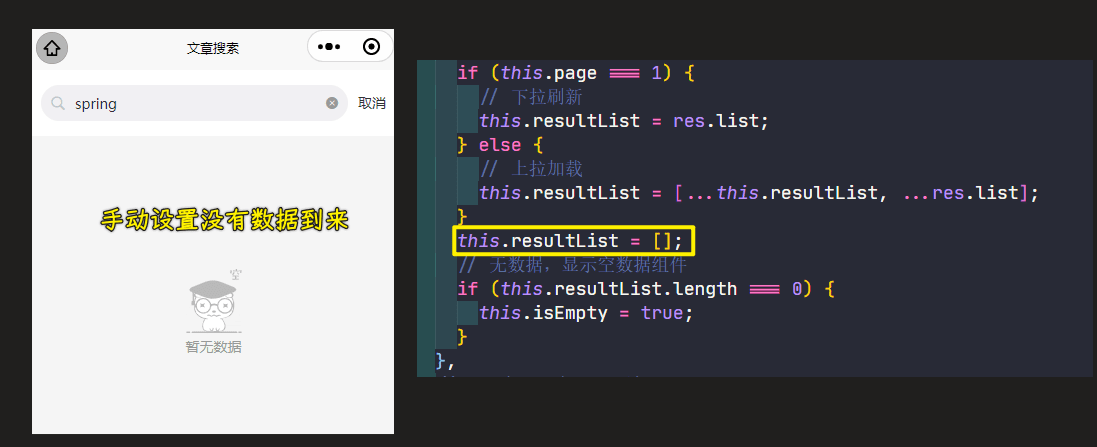 文章搜索
spring
取消
手动设置没有数据到来
空
暂无数据
if (this.page === 1) {
// 下拉刷新
this.resultList = res.list;
} else {
// 上拉加载
this.resultList = [...this.resultList, ...res.list];
}
this.resultList = [];
// 无数据，显示空数据组件
if (this.resultList.length === 0) {
this.isEmpty = true;
}
},